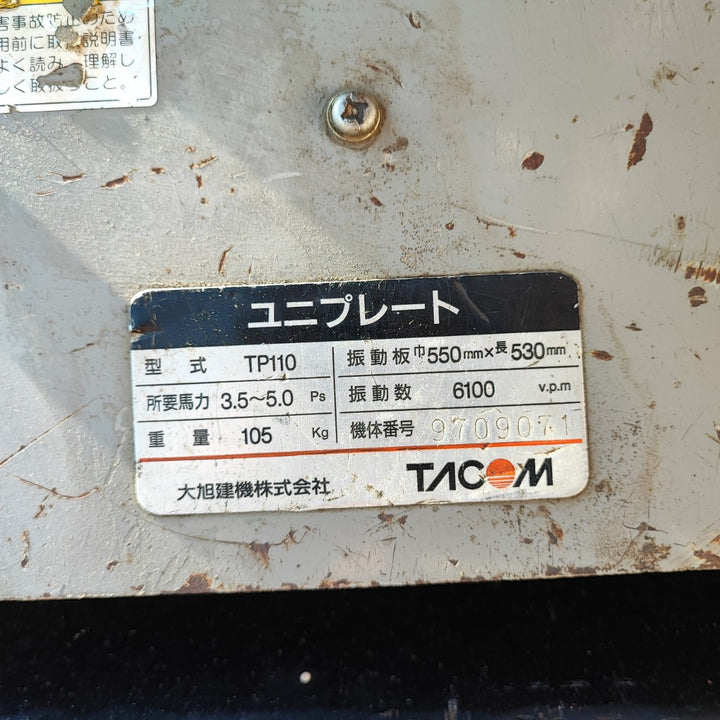 害事故防止のため
用前に取 説明書
よく読み 理解し
しく取扱うこと。
ユニプレート
型式 TP110 振動板 巾550mm×長530mm
所要馬力 3.5~5.0 Ps 振動数 6100 v.p.m
重量 105 Kg 機体番号 9709071
大旭建機株式会社 TACOM